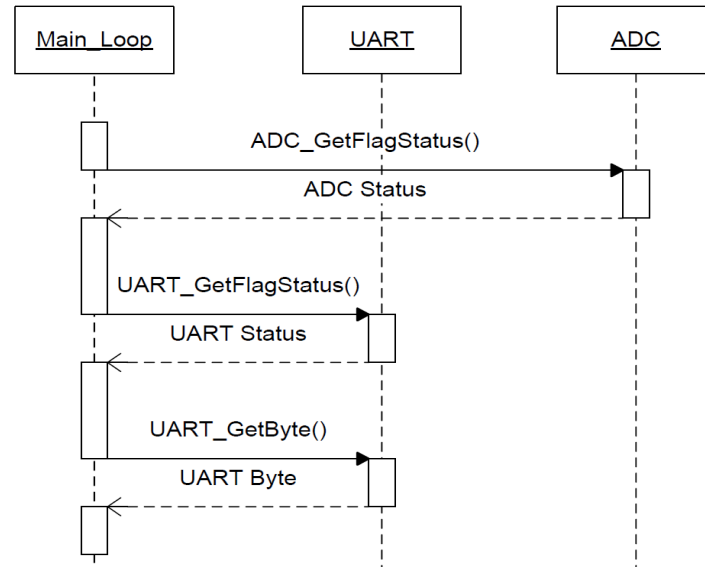 Main_Loop
UART
ADC
ADC_GetFlagStatus()
ADC Status
UART_GetFlagStatus()
UART Status
UART_GetByte()
UART Byte